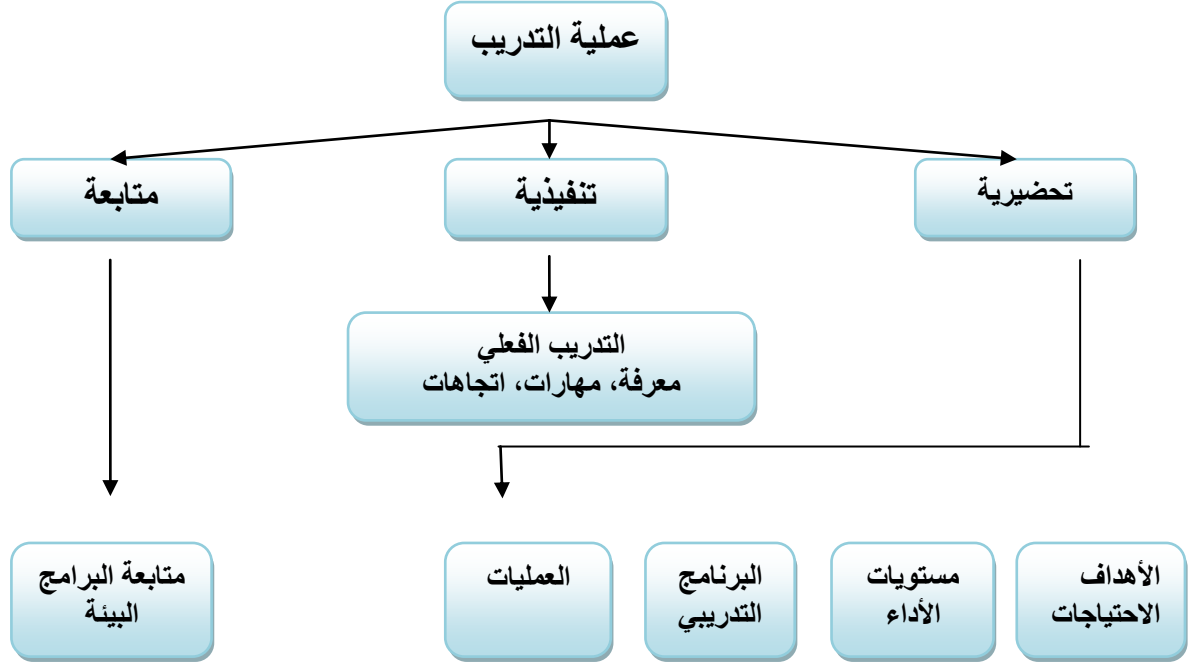 عملية التدريب
تحضيرية
تنفيذية
متابعة
التدريب الفعلي
معرفة، مهارات، اتجاهات
الأهداف
الاحتياجات
مستويات
الأداء
البرنامج
التدريبي
العمليات
متابعة البرامج
البيئة